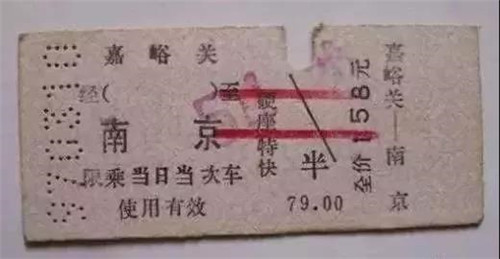 嘉峪关
经( )至
南京
限乘当日当次车
使用有效
硬座特快
半
79.00
全价158元
嘉峪关—南京